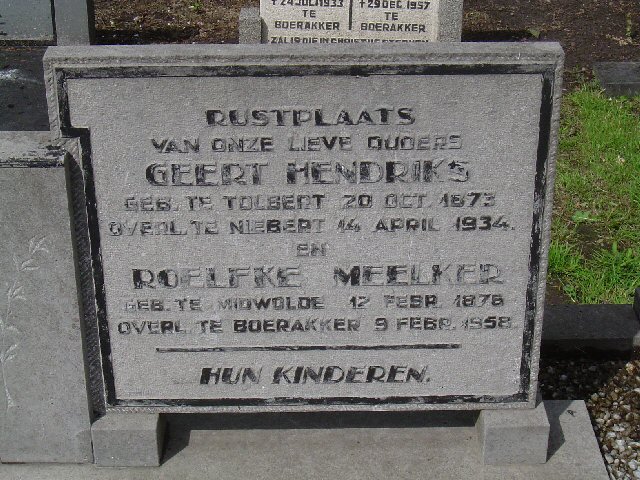 24 JULI 1933
TE
BOERAKKER
29 DEC. 1957
TE
BOERAKKER
RUSTPLAATS
VAN ONZE LIEVE OUDERS
GEERT HENDRIKS
GEB. TE TOLBERT 20 OCT. 1873
OVERL. TE NIEBERT 14 APRIL 1934.
EN
ROELFKE MEELKER
GEB. TE MIDWOLDE 12 FEBR. 1876
OVERL. TE BOERAKKER 9 FEBR. 1958.
HUN KINDEREN.